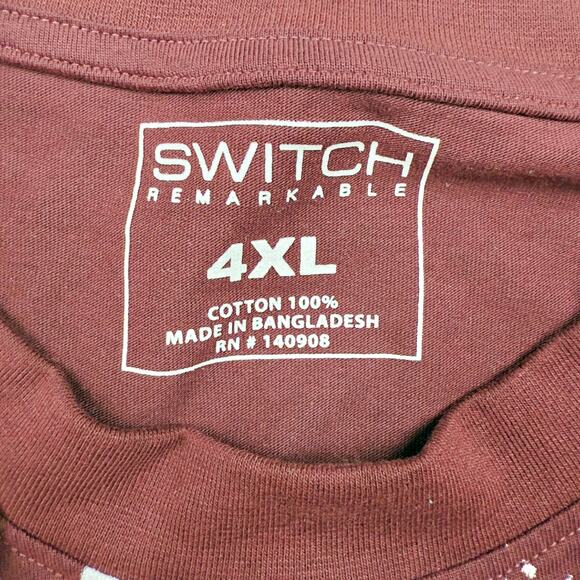 SWITCH
REMARKABLE
4XL
COTTON 100%
MADE IN BANGLADESH
RN # 140908